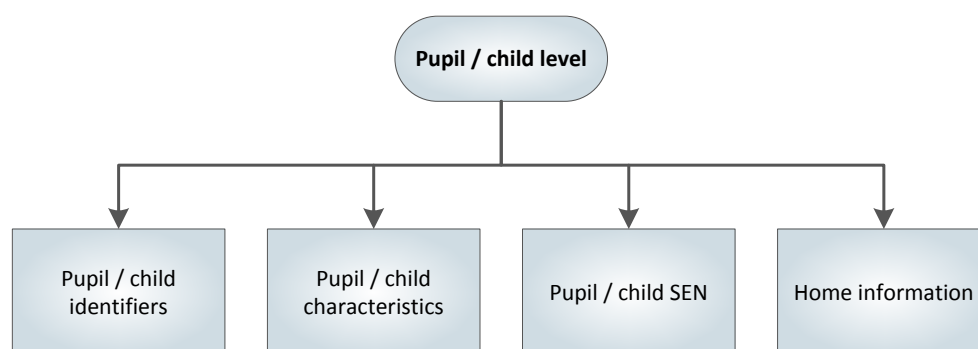 Pupil / child level
Pupil / child
identifiers
Pupil / child
characteristics
Pupil / child SEN
Home information